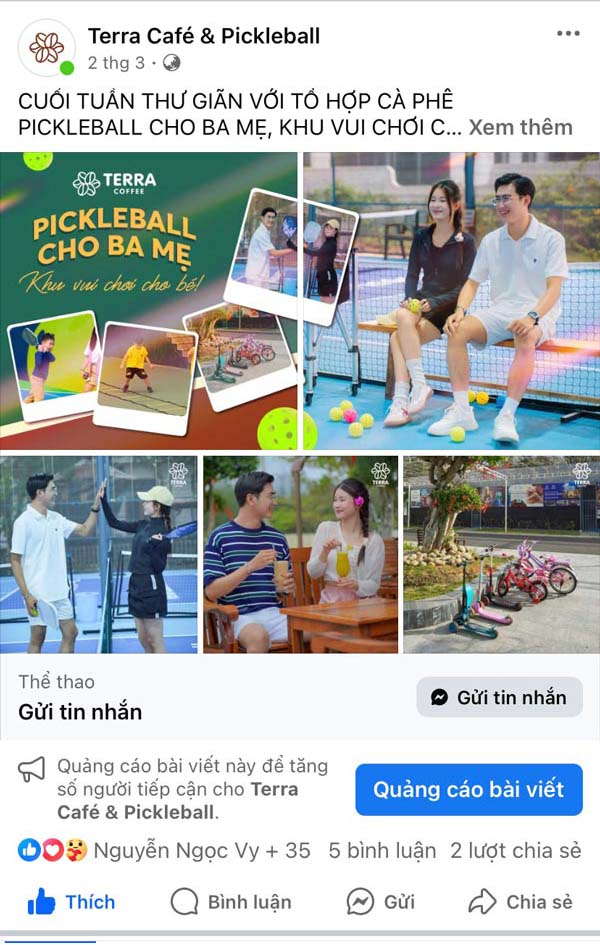 Terra Café & Pickleball
2 thg 3 ·
CUỐI TUẦN THƯ GIÃN VỚI TỔ HỢP CÀ PHÊ
PICKLEBALL CHO BA MẸ, KHU VUI CHƠI C... Xem thêm
TERRA
COFFEE
PICKLEBALL
CHO BA MẸ
Khu vui chơi cho bé!
TERRA
TERRA
TERRA
Thể thao
Gửi tin nhắn
Gửi tin nhắn
Quảng cáo bài viết này để tăng
số người tiếp cận cho Terra
Café & Pickleball.
Quảng cáo bài viết
Nguyễn Ngọc Vy + 35 5 bình luận 2 lượt chia sẻ
Thích Bình luận Gửi Chia sẻ